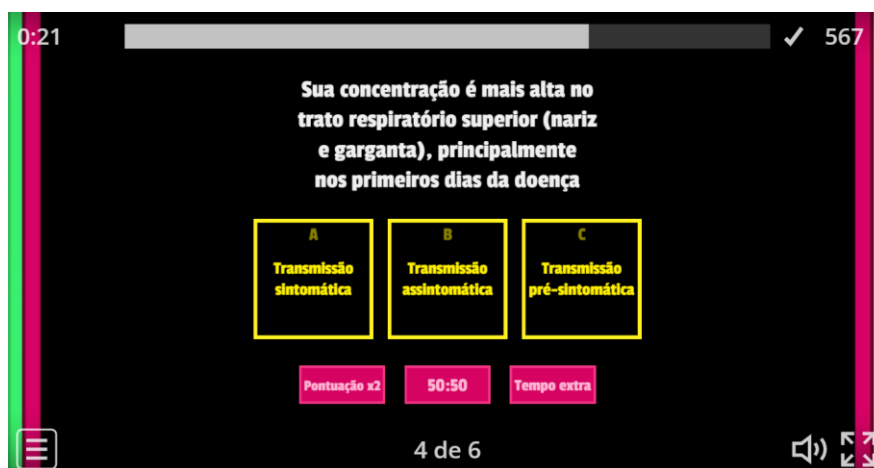 0:21
✓ 567
Sua concentração é mais alta no
trato respiratório superior (nariz
e garganta), principalmente
nos primeiros dias da doença
A
Transmissão
sintomática
B
Transmissão
assintomática
C
Transmissão
pré-sintomática
Pontuação x2
50:50
Tempo extra
4 de 6